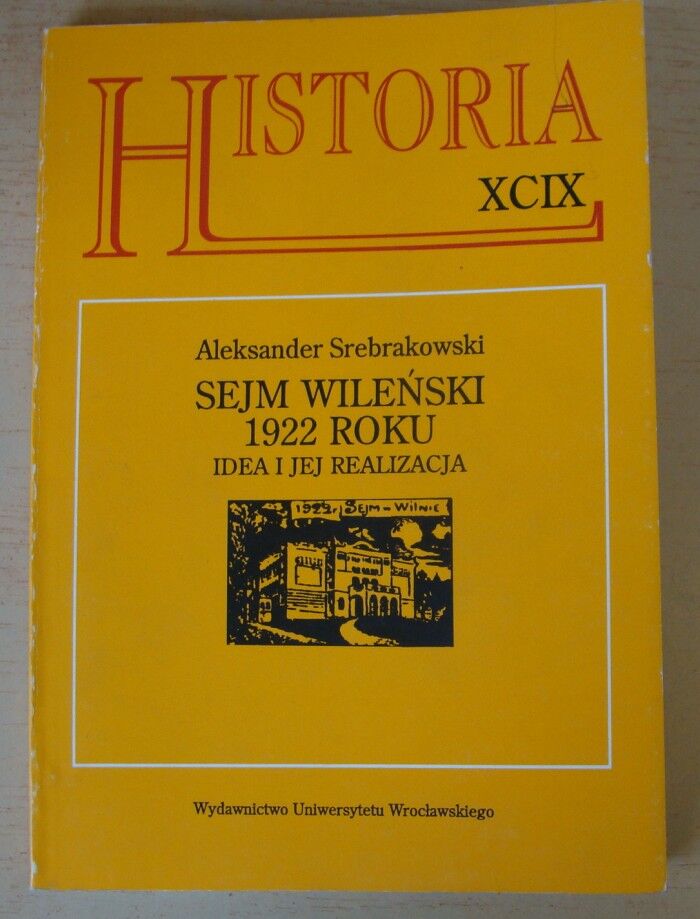 HISTORIA
XCIX
Aleksander Srebrakowski
SEJM WILEŃSKI
1922 ROKU
IDEA I JEJ REALIZACJA
1922 r. Sejm w Wilnie
Wydawnictwo Uniwersytetu Wrocławskiego